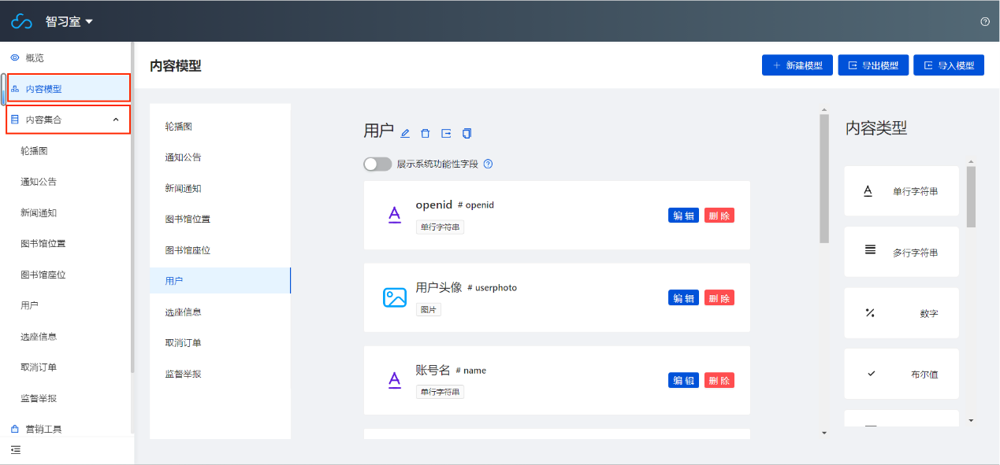 智习室
概览
内容模型
内容集合
轮播图
通知公告
新闻通知
图书馆位置
图书馆座位
用户
选座信息
取消订单
监督举报
营销工具
内容模型
新建模型
导出模型
导入模型
轮播图
通知公告
新闻通知
图书馆位置
图书馆座位
用户
选座信息
取消订单
监督举报
用户
展示系统功能性字段
openid # openid
单行字符串
编辑 删除
用户头像 # userphoto
图片
编辑 删除
账号名 # name
单行字符串
编辑 删除
内容类型
单行字符串
多行字符串
数字
布尔值